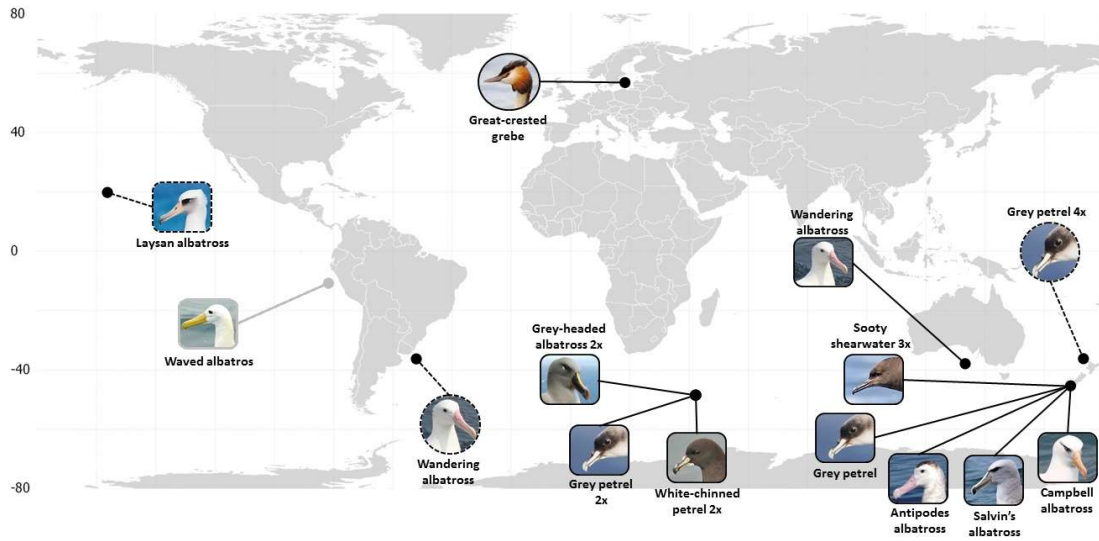 80
40
0
-40
-80
Great-crested
grebe
Laysan albatross
Waved albatros
Wandering
albatross
Grey-headed
albatross 2x
Grey petrel
2x
White-chinned
petrel 2x
Wandering
albatross
Grey petrel 4x
Sooty
shearwater 3x
Grey petrel
Antipodes
albatross
Salvin's
albatross
Campbell
albatross